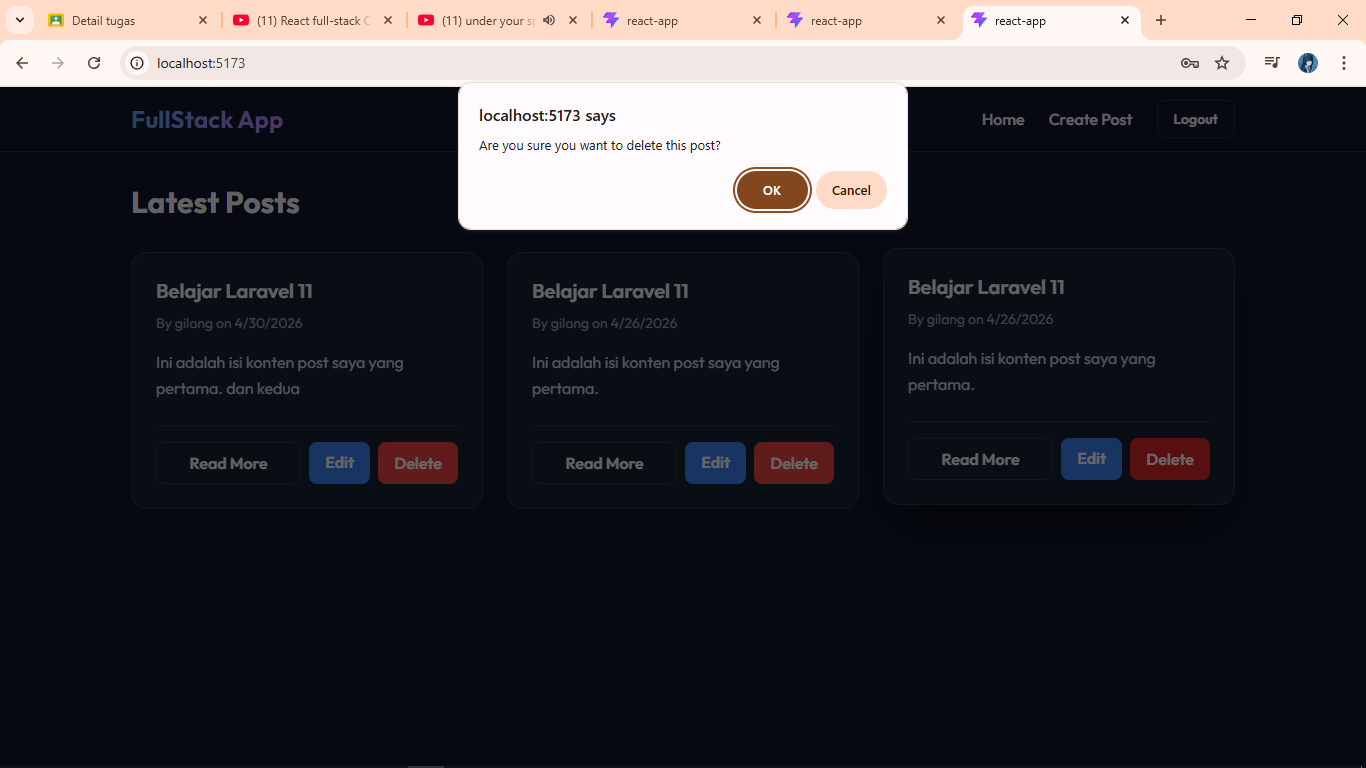 Detail tugas
(11) React full-stack
(11) under your
react-app
react-app
react-app
localhost:5173
FullStack App
Home
Create Post
Logout
localhost:5173 says
Are you sure you want to delete this post?
OK
Cancel
Latest Posts
Belajar Laravel 11
By gilang on 4/30/2026
Ini adalah isi konten post saya yang
pertama. dan kedua
Read More
Edit
Delete
Belajar Laravel 11
By gilang on 4/26/2026
Ini adalah isi konten post saya yang
pertama.
Read More
Edit
Delete
Belajar Laravel 11
By gilang on 4/26/2026
Ini adalah isi konten post saya yang
pertama.
Read More
Edit
Delete